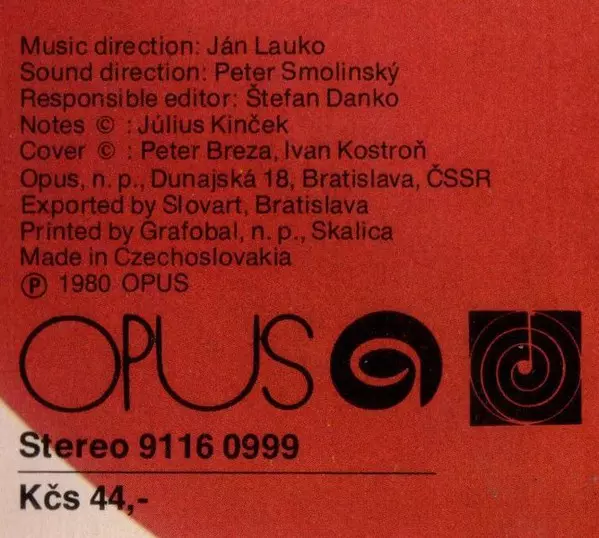 Music direction: Ján Lauko
Sound direction: Peter Smolinský
Responsible editor: Štefan Danko
Notes © : Július Kinček
Cover © : Peter Breza, Ivan Kostroň
Opus, n. p., Dunajská 18, Bratislava, ČSSR
Exported by Slovart, Bratislava
Printed by Grafobal, n. p., Skalica
Made in Czechoslovakia
℗ 1980 OPUS
OPUS
Stereo 9116 0999
Kčs 44,-